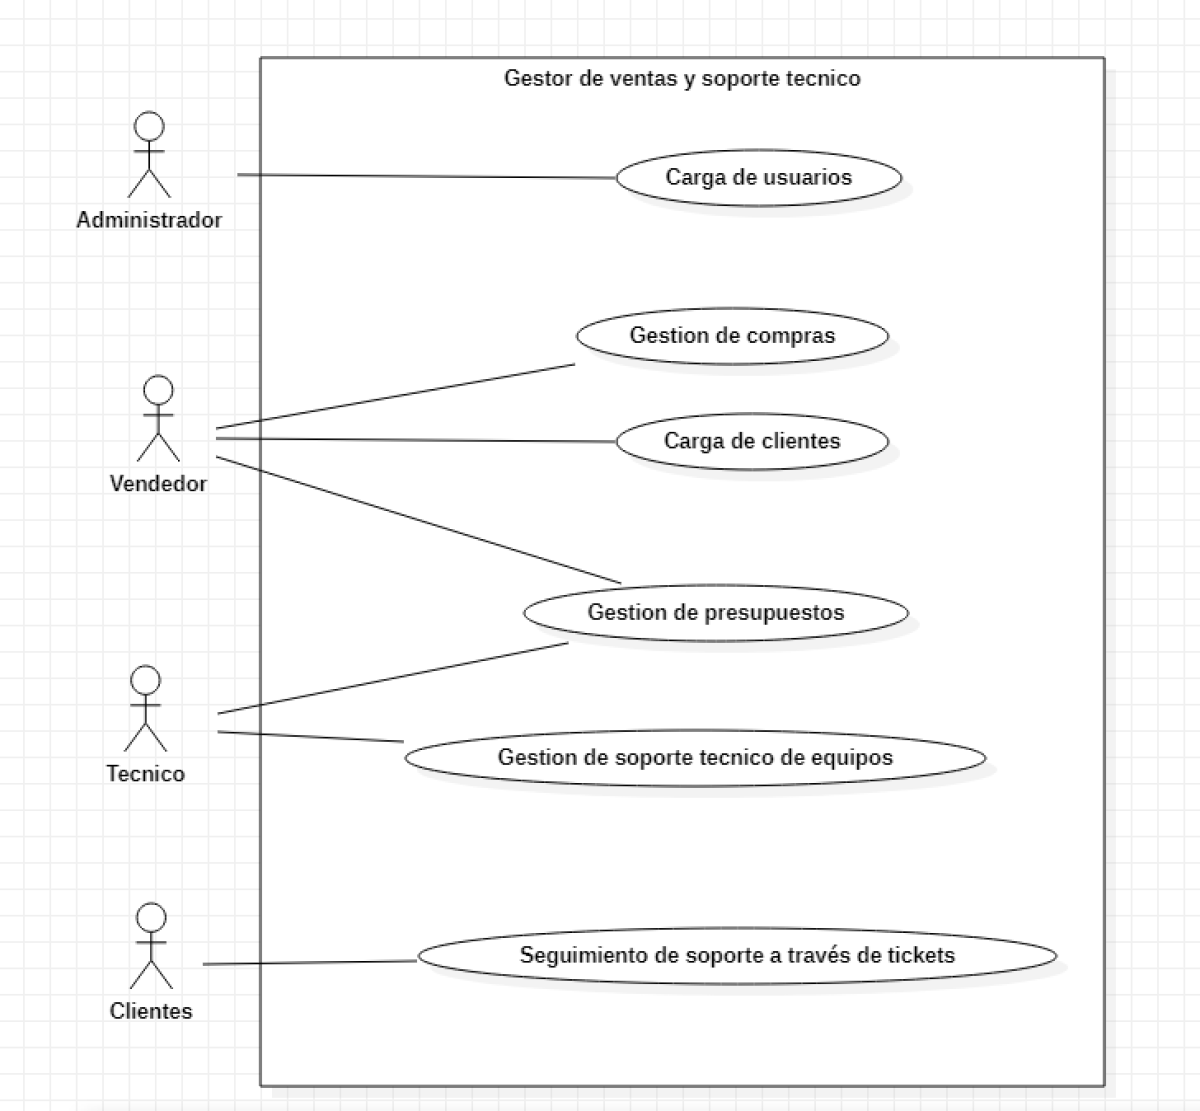 Gestor de ventas y soporte tecnico
Administrador
Carga de usuarios
Gestion de compras
Vendedor
Carga de clientes
Gestion de presupuestos
Tecnico
Gestion de soporte tecnico de equipos
Clientes
Seguimiento de soporte a través de tickets